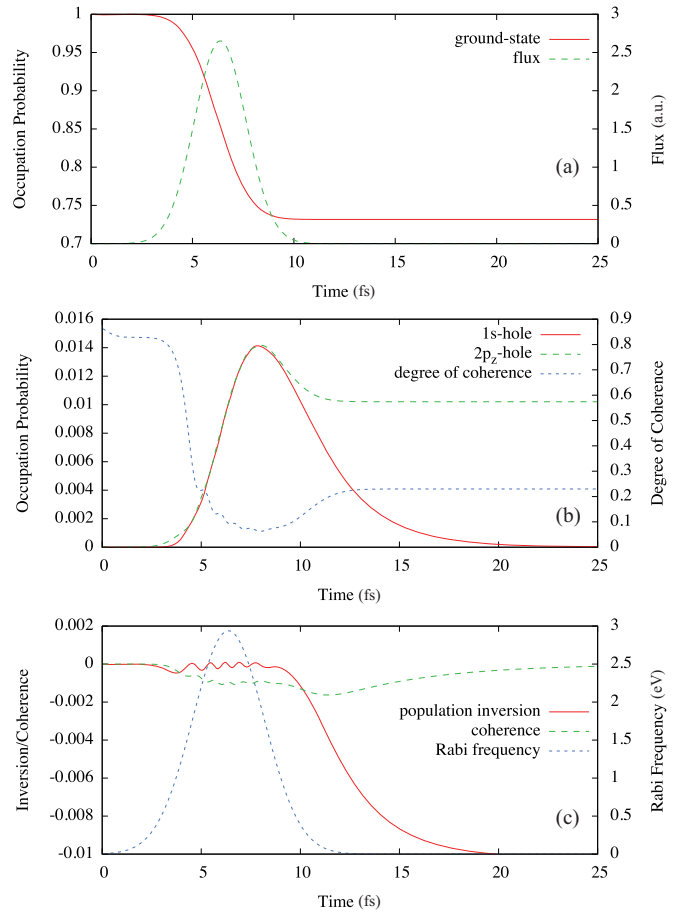 1
0.95
0.9
0.85
0.8
0.75
0.7
Occupation Probability
ground-state
flux
(a)
3
2.5
2
1.5
1
0.5
0
Flux (a.u.)
0 5 10 15 20 25
Time (fs)
0.016
0.014
0.012
0.01
0.008
0.006
0.004
0.002
0
Occupation Probability
1s-hole
2pz-hole
degree of coherence
(b)
0.9
0.8
0.7
0.6
0.5
0.4
0.3
0.2
0.1
0
Degree of Coherence
0 5 10 15 20 25
Time (fs)
0.002
0
-0.002
-0.004
-0.006
-0.008
-0.01
Inversion/Coherence
population inversion
coherence
Rabi frequency
(c)
3
2.5
2
1.5
1
0.5
0
Rabi Frequency (eV)
0 5 10 15 20 25
Time (fs)